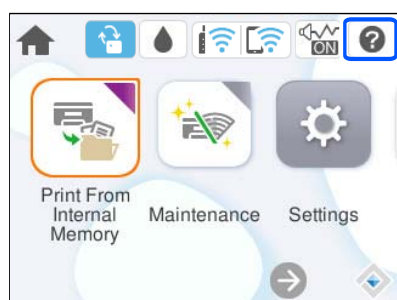 ON
?
Print From
Internal
Memory
Maintenance
Settings